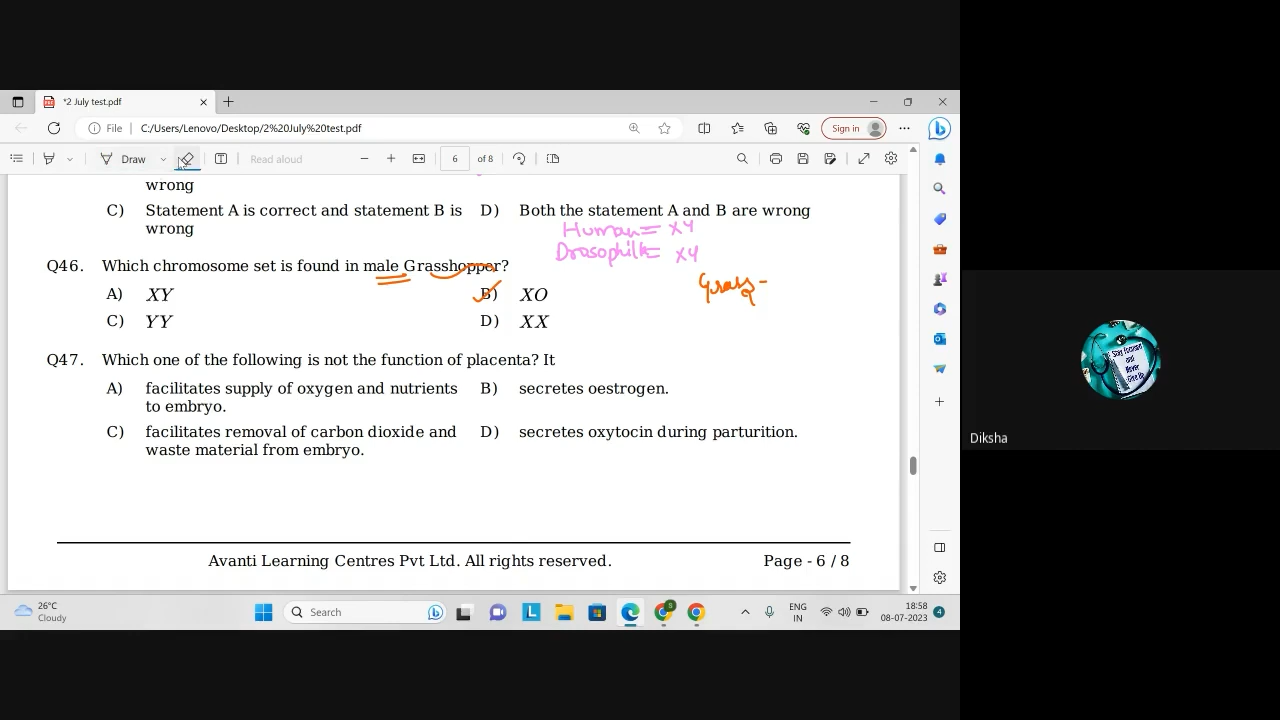 *2 July test.pdf
File
C:/Users/Lenovo/Desktop/2%20July%20test.pdf
Sign in
Draw
Read aloud
6
of 8
wrong
C) Statement A is correct and statement B is wrong
D) Both the statement A and B are wrong
Human = XY
Drosophila = XY
Q46. Which chromosome set is found in male Grasshopper?
A) XY
B) XO
Grass -
C) YY
D) XX
Q47. Which one of the following is not the function of placenta? It
A) facilitates supply of oxygen and nutrients
to embryo.
B) secretes oestrogen.
C) facilitates removal of carbon dioxide and
waste material from embryo.
D) secretes oxytocin during parturition.
Avanti Learning Centres Pvt Ltd. All rights reserved.
Page - 6 / 8
Diksha
26°C
Cloudy
Search
ENG
IN
18:58
08-07-2023
4